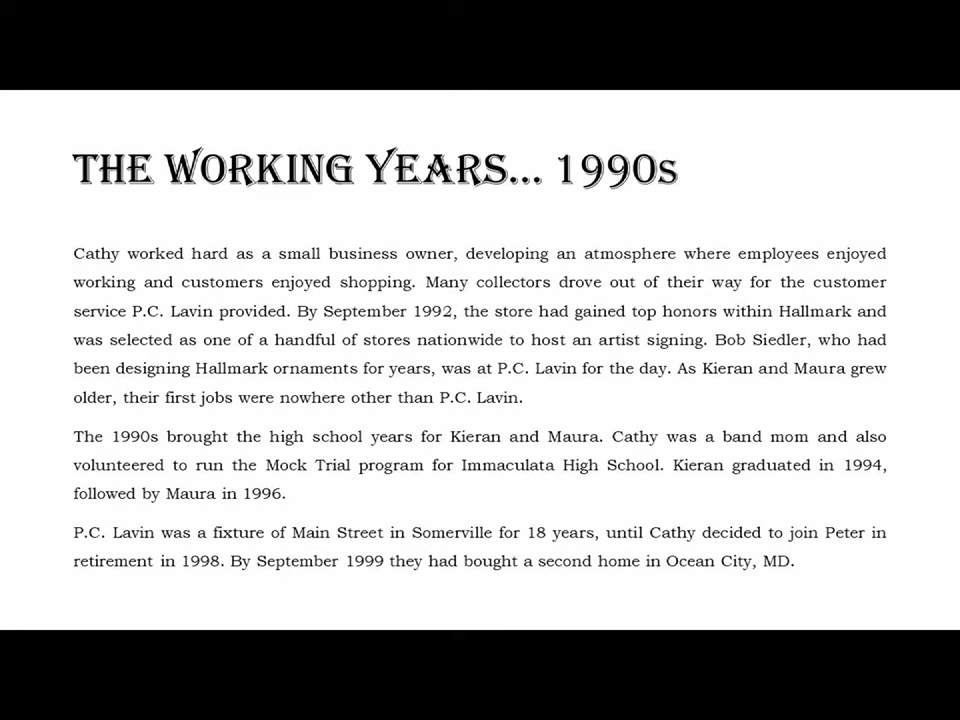 THE WORKING YEARS... 1990s
Cathy worked hard as a small business owner, developing an atmosphere where employees enjoyed
working and customers enjoyed shopping. Many collectors drove out of their way for the customer
service P.C. Lavin provided. By September 1992, the store had gained top honors within Hallmark and
was selected as one of a handful of stores nationwide to host an artist signing. Bob Siedler, who had
been designing Hallmark ornaments for years, was at P.C. Lavin for the day. As Kieran and Maura grew
older, their first jobs were nowhere other than P.C. Lavin.
The 1990s brought the high school years for Kieran and Maura. Cathy was a band mom and also
volunteered to run the Mock Trial program for Immaculata High School. Kieran graduated in 1994,
followed by Maura in 1996.
P.C. Lavin was a fixture of Main Street in Somerville for 18 years, until Cathy decided to join Peter in
retirement in 1998. By September 1999 they had bought a second home in Ocean City, MD.